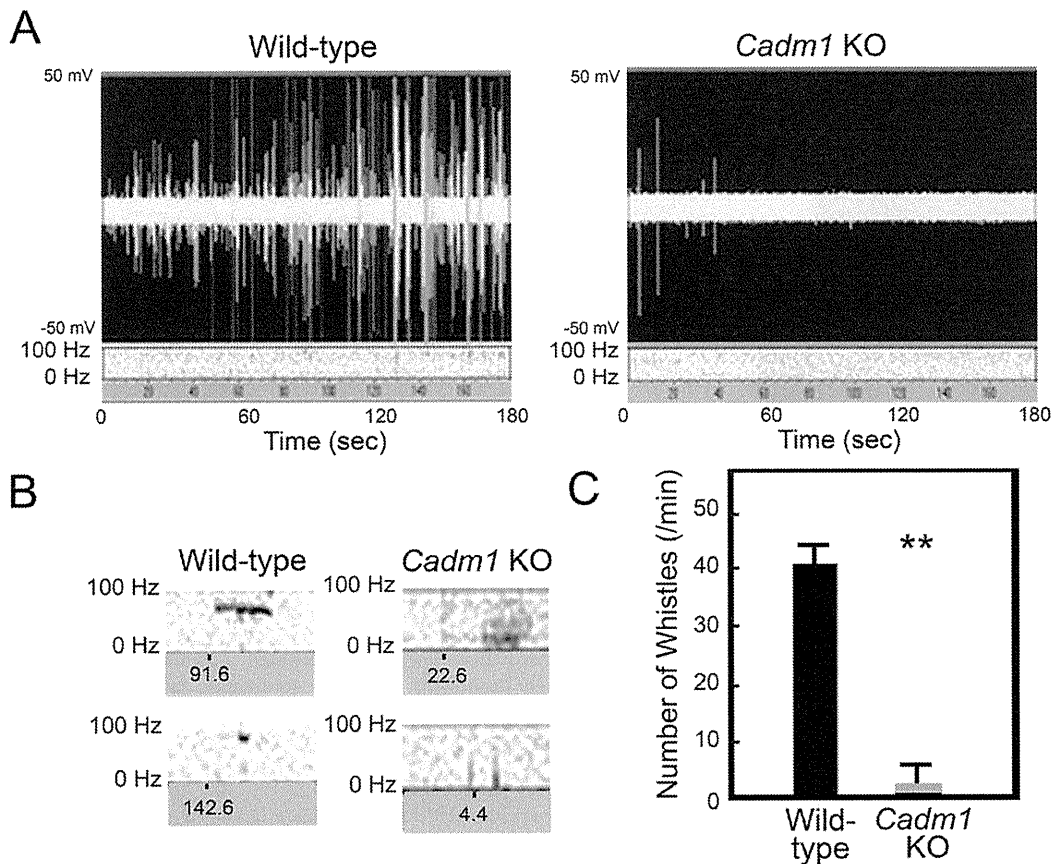 A
Wild-type
Cadm1 KO
50 mV
50 mV
-50 mV
-50 mV
100 Hz
0 Hz
100 Hz
0 Hz
0 60 120 180
0 60 120 180
Time (sec)
Time (sec)
B
Wild-type
Cadm1 KO
100 Hz
0 Hz
91.6
100 Hz
0 Hz
22.6
100 Hz
0 Hz
142.6
100 Hz
0 Hz
4.4
C
Number of Whistles (/min)
50
40
30
40
10
0
**
Wild-
type
Cadm1
KO